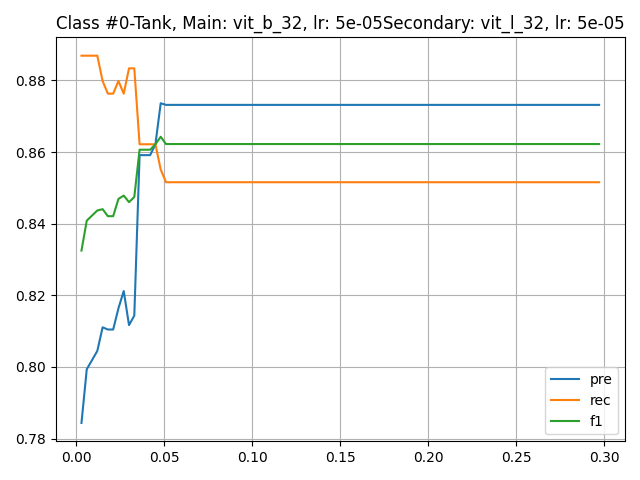 Class #0-Tank, Main: vit_b_32, lr: 5e-05Secondary: vit_l_32, lr: 5e-05
0.88
0.86
0.84
0.82
0.80
0.78
0.00 0.05 0.10 0.15 0.20 0.25 0.30
pre
rec
f1